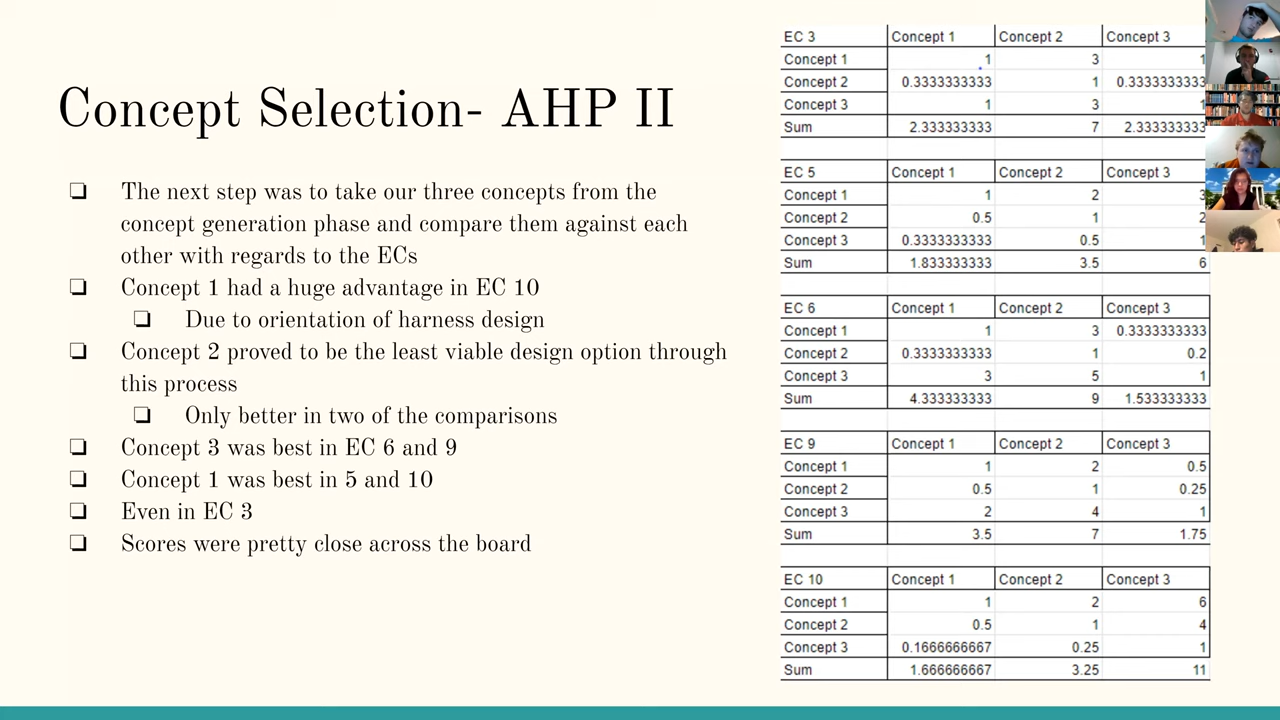 Concept Selection- AHP II
❏ The next step was to take our three concepts from the
concept generation phase and compare them against each
other with regards to the ECs
❏ Concept 1 had a huge advantage in EC 10
❏ Due to orientation of harness design
❏ Concept 2 proved to be the least viable design option through
this process
❏ Only better in two of the comparisons
❏ Concept 3 was best in EC 6 and 9
❏ Concept 1 was best in 5 and 10
❏ Even in EC 3
❏ Scores were pretty close across the board
EC 3 Concept 1 Concept 2 Concept 3
Concept 1 1 3 1
Concept 2 0.3333333333 1 0.3333333333
Concept 3 1 3 1
Sum 2.333333333 7 2.333333333
EC 5 Concept 1 Concept 2 Concept 3
Concept 1 1 2 3
Concept 2 0.5 1 2
Concept 3 0.3333333333 0.5 1
Sum 1.833333333 3.5 6
EC 6 Concept 1 Concept 2 Concept 3
Concept 1 1 3 0.3333333333
Concept 2 0.3333333333 1 0.2
Concept 3 3 5 1
Sum 4.333333333 9 1.533333333
EC 9 Concept 1 Concept 2 Concept 3
Concept 1 1 2 0.5
Concept 2 0.5 1 0.25
Concept 3 2 4 1
Sum 3.5 7 1.75
EC 10 Concept 1 Concept 2 Concept 3
Concept 1 1 2 6
Concept 2 0.5 1 4
Concept 3 0.1666666667 0.25 1
Sum 1.666666667 3.25 11